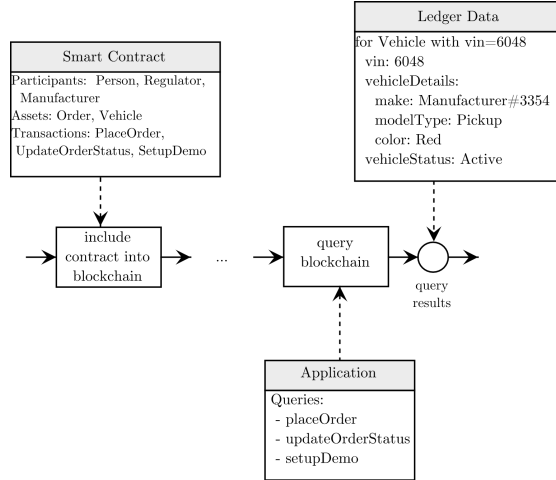 Ledger Data
for Vehicle with vin=6048
vin: 6048
vehicleDetails:
make: Manufacturer#3354
modelType: Pickup
color: Red
vehicleStatus: Active
Smart Contract
Participants: Person, Regulator,
Manufacturer
Assets: Order, Vehicle
Transactions: PlaceOrder,
UpdateOrderStatus, SetupDemo
include
contract into
blockchain
...
query
blockchain
query
results
Application
Queries:
- placeOrder
- updateOrderStatus
- setupDemo